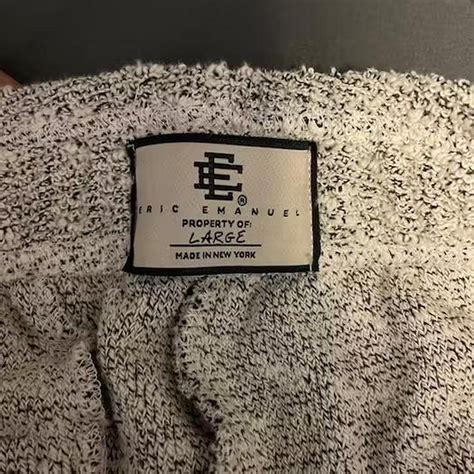 EE®
ERIC EMANUEL
PROPERTY OF:
LARGE
MADE IN NEW YORK